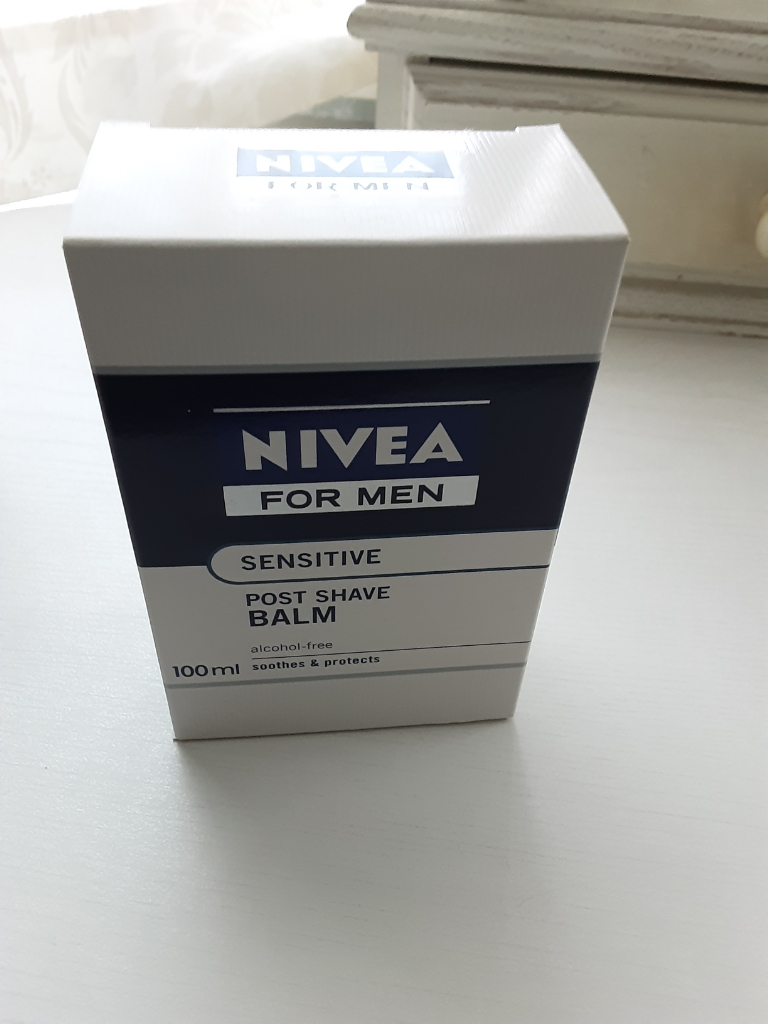 NIVEA
FOR MEN
NIVEA
FOR MEN
SENSITIVE
POST SHAVE
BALM
alcohol-free
100 ml soothes & protects